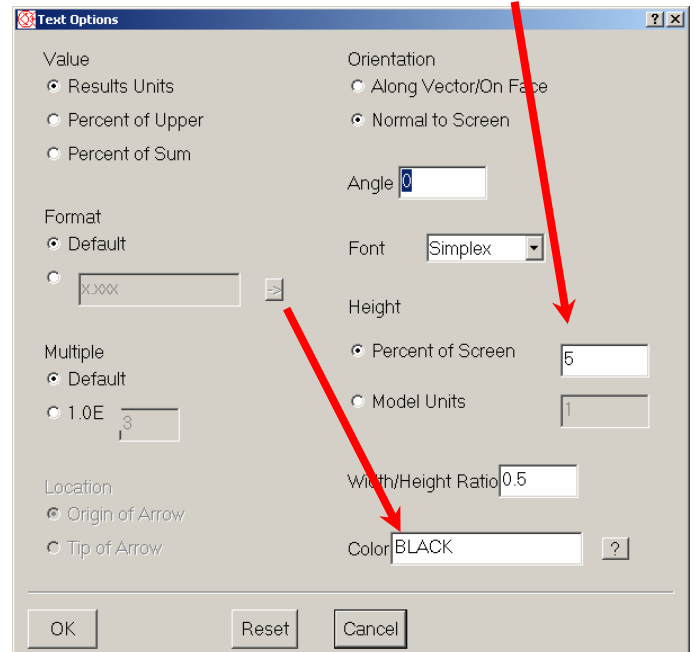 Text Options
Value
Results Units
Percent of Upper
Percent of Sum
Format
Default
x.xxx
->
Multiple
Default
1.0E 3
Location
Origin of Arrow
Tip of Arrow
Orientation
Along Vector/On Face
Normal to Screen
Angle 0
Font Simplex
Height
Percent of Screen 5
Model Units 1
Width/Height Ratio 0.5
Color BLACK ?
OK Reset Cancel